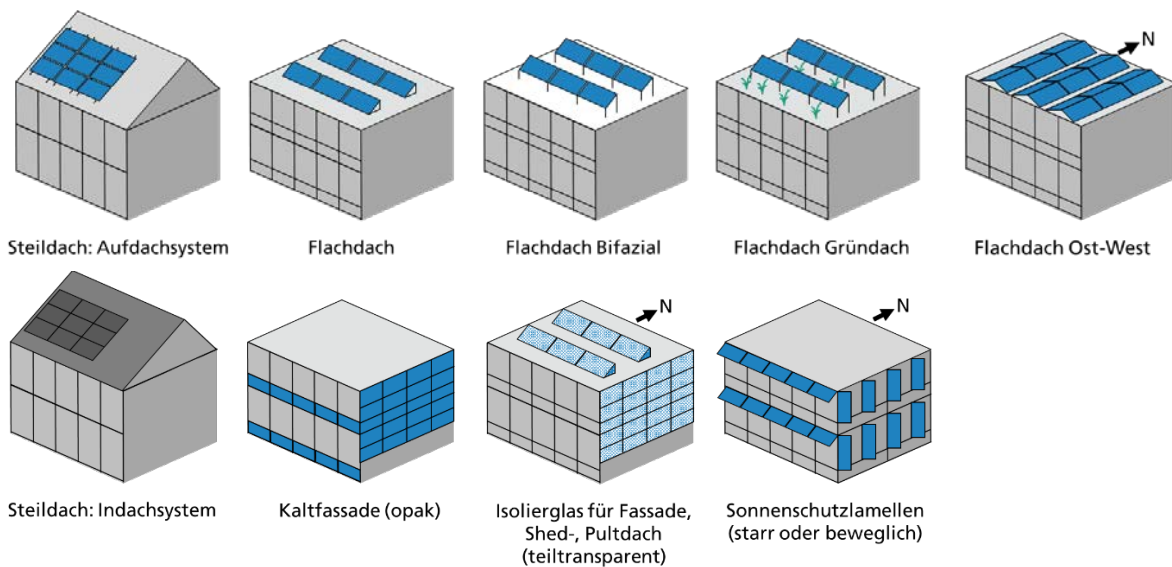 N
Steildach: Aufdachsystem
Flachdach
Flachdach Bifazial
Flachdach Gründach
Flachdach Ost-West
N
N
Steildach: Indachsystem
Kaltfassade (opak)
Isolierglas für Fassade,
Shed-, Pultdach
(teiltransparent)
Sonnenschutzlamellen
(starr oder beweglich)